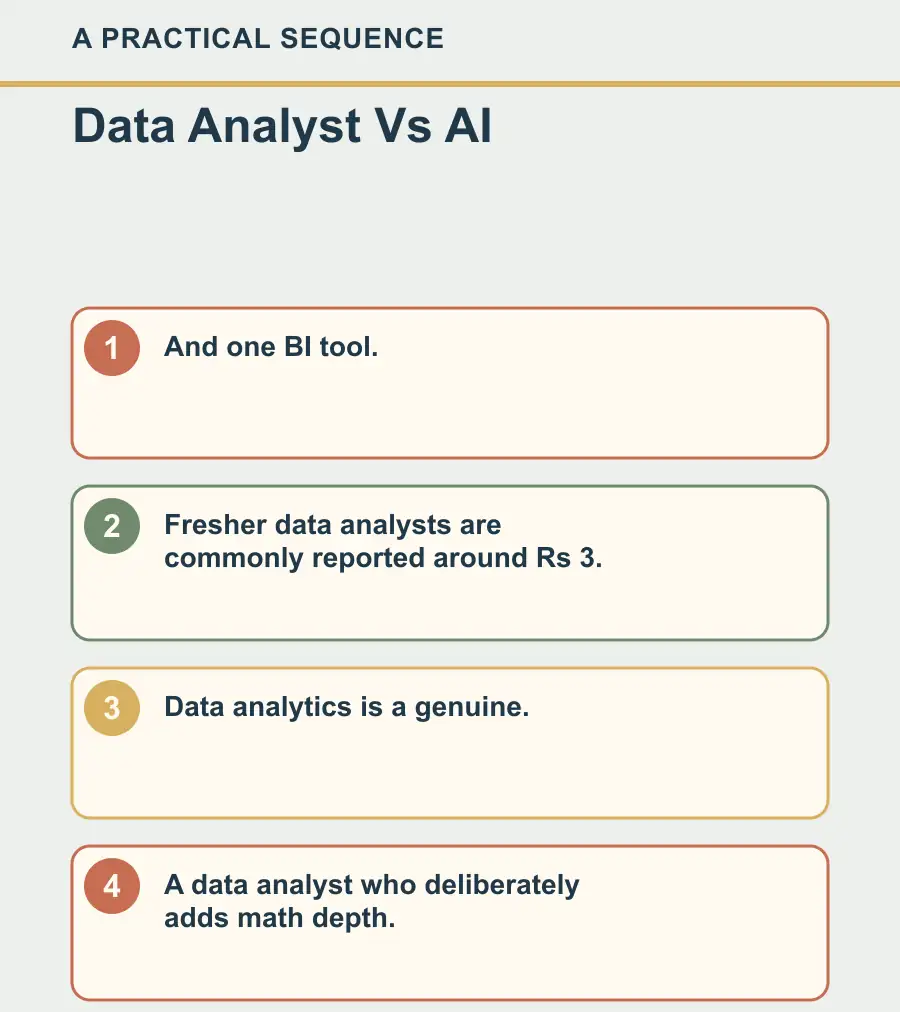 A PRACTICAL SEQUENCE
Data Analyst Vs AI
1
And one BI tool.
2
Fresher data analysts are
commonly reported around Rs 3.
3
Data analytics is a genuine.
4
A data analyst who deliberately
adds math depth.